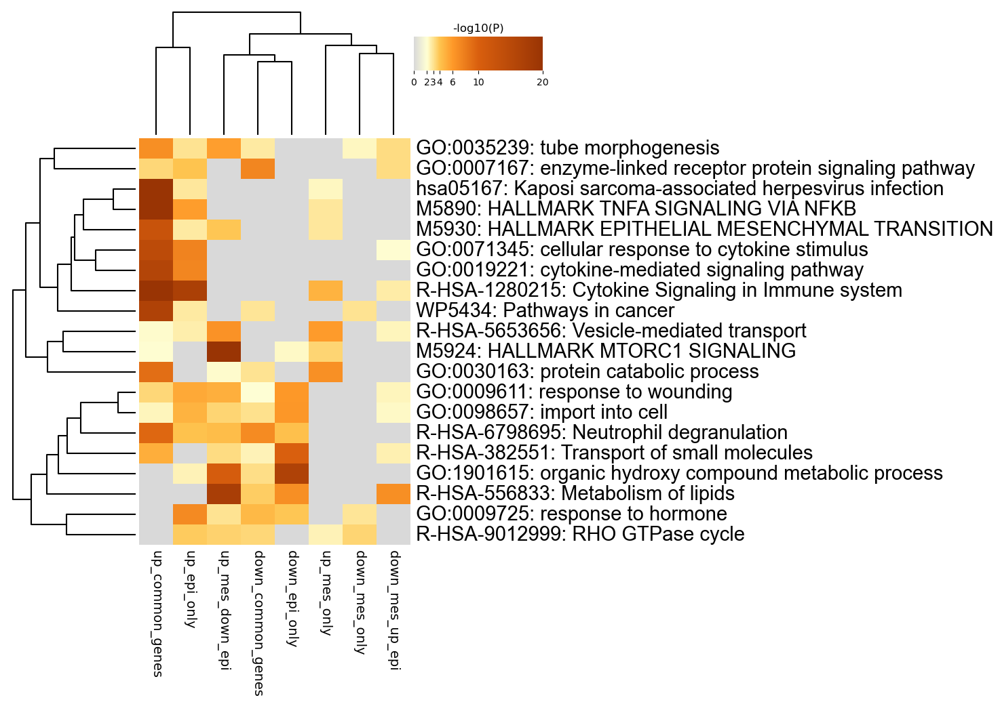 -log10(P)
0 2 3 4 6 10 20
GO:0035239: tube morphogenesis
GO:0007167: enzyme-linked receptor protein signaling pathway
hsa05167: Kaposi sarcoma-associated herpesvirus infection
M5890: HALLMARK TNFA SIGNALING VIA NFKB
M5930: HALLMARK EPITHELIAL MESENCHYMAL TRANSITION
GO:0071345: cellular response to cytokine stimulus
GO:0019221: cytokine-mediated signaling pathway
R-HSA-1280215: Cytokine Signaling in Immune system
WP5434: Pathways in cancer
R-HSA-5653656: Vesicle-mediated transport
M5924: HALLMARK MTORC1 SIGNALING
GO:0030163: protein catabolic process
GO:0009611: response to wounding
GO:0098657: import into cell
R-HSA-6798695: Neutrophil degranulation
R-HSA-382551: Transport of small molecules
GO:1901615: organic hydroxy compound metabolic process
R-HSA-556833: Metabolism of lipids
GO:0009725: response to hormone
R-HSA-9012999: RHO GTPase cycle
up_common_genes
up_epi_only
up_mes_down_epi
down_common_genes
down_epi_only
up_mes_only
down_mes_only
down_mes_up_epi